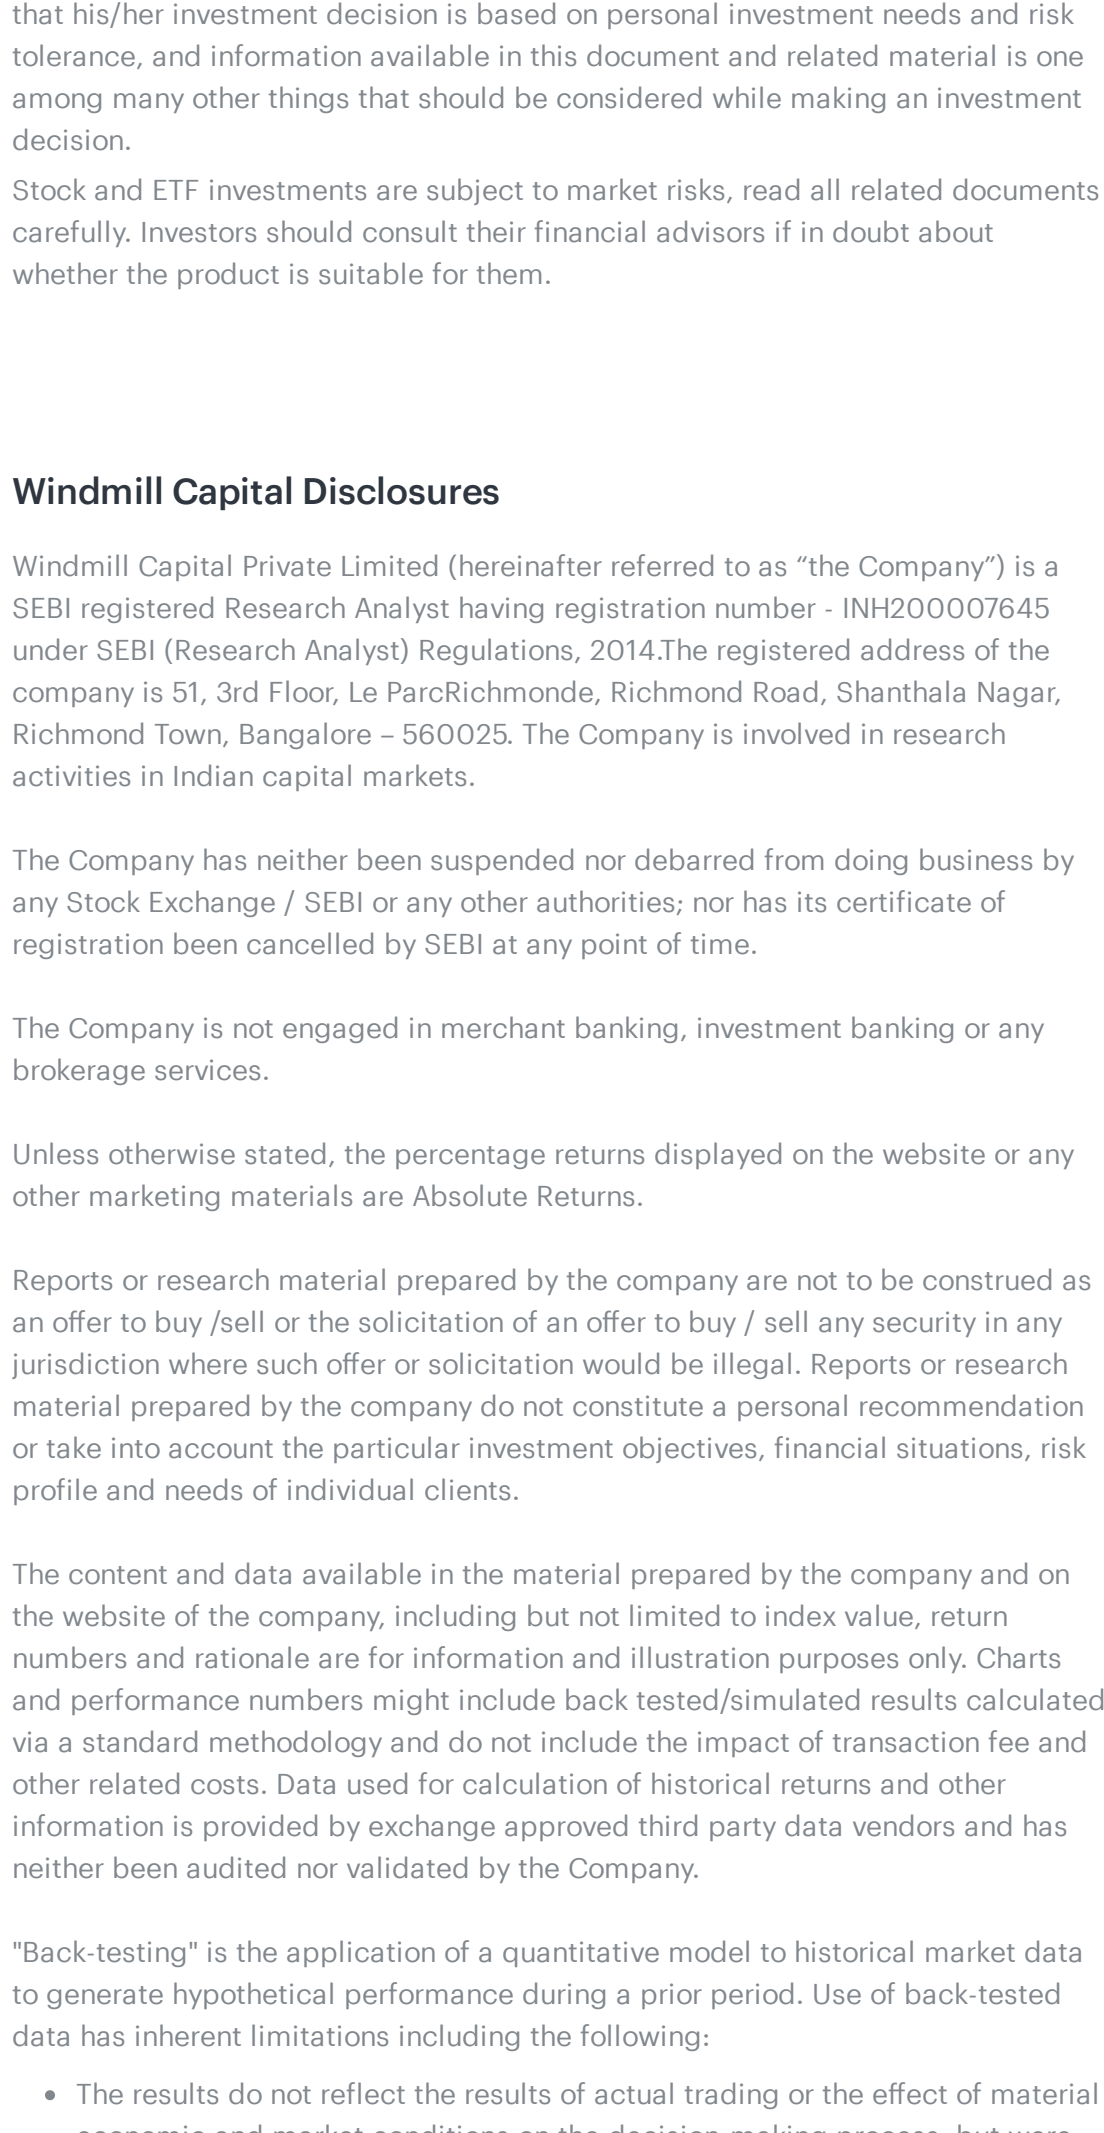 that his/her investment decision is based on personal investment needs and risk
tolerance, and information available in this document and related material is one
among many other things that should be considered while making an investment
decision.
Stock and ETF investments are subject to market risks, read all related documents
carefully. Investors should consult their financial advisors if in doubt about
whether the product is suitable for them.
Windmill Capital Disclosures
Windmill Capital Private Limited (hereinafter referred to as “the Company”) is a
SEBI registered Research Analyst having registration number - INH200007645
under SEBI (Research Analyst) Regulations, 2014.The registered address of the
company is 51, 3rd Floor, Le ParcRichmonde, Richmond Road, Shanthala Nagar,
Richmond Town, Bangalore – 560025. The Company is involved in research
activities in Indian capital markets.
The Company has neither been suspended nor debarred from doing business by
any Stock Exchange / SEBI or any other authorities; nor has its certificate of
registration been cancelled by SEBI at any point of time.
The Company is not engaged in merchant banking, investment banking or any
brokerage services.
Unless otherwise stated, the percentage returns displayed on the website or any
other marketing materials are Absolute Returns.
Reports or research material prepared by the company are not to be construed as
an offer to buy /sell or the solicitation of an offer to buy / sell any security in any
jurisdiction where such offer or solicitation would be illegal. Reports or research
material prepared by the company do not constitute a personal recommendation
or take into account the particular investment objectives, financial situations, risk
profile and needs of individual clients.
The content and data available in the material prepared by the company and on
the website of the company, including but not limited to index value, return
numbers and rationale are for information and illustration purposes only. Charts
and performance numbers might include back tested/simulated results calculated
via a standard methodology and do not include the impact of transaction fee and
other related costs. Data used for calculation of historical returns and other
information is provided by exchange approved third party data vendors and has
neither been audited nor validated by the Company.
"Back-testing" is the application of a quantitative model to historical market data
to generate hypothetical performance during a prior period. Use of back-tested
data has inherent limitations including the following:
• The results do not reflect the results of actual trading or the effect of material
economic and market conditions on the decision making process, but were